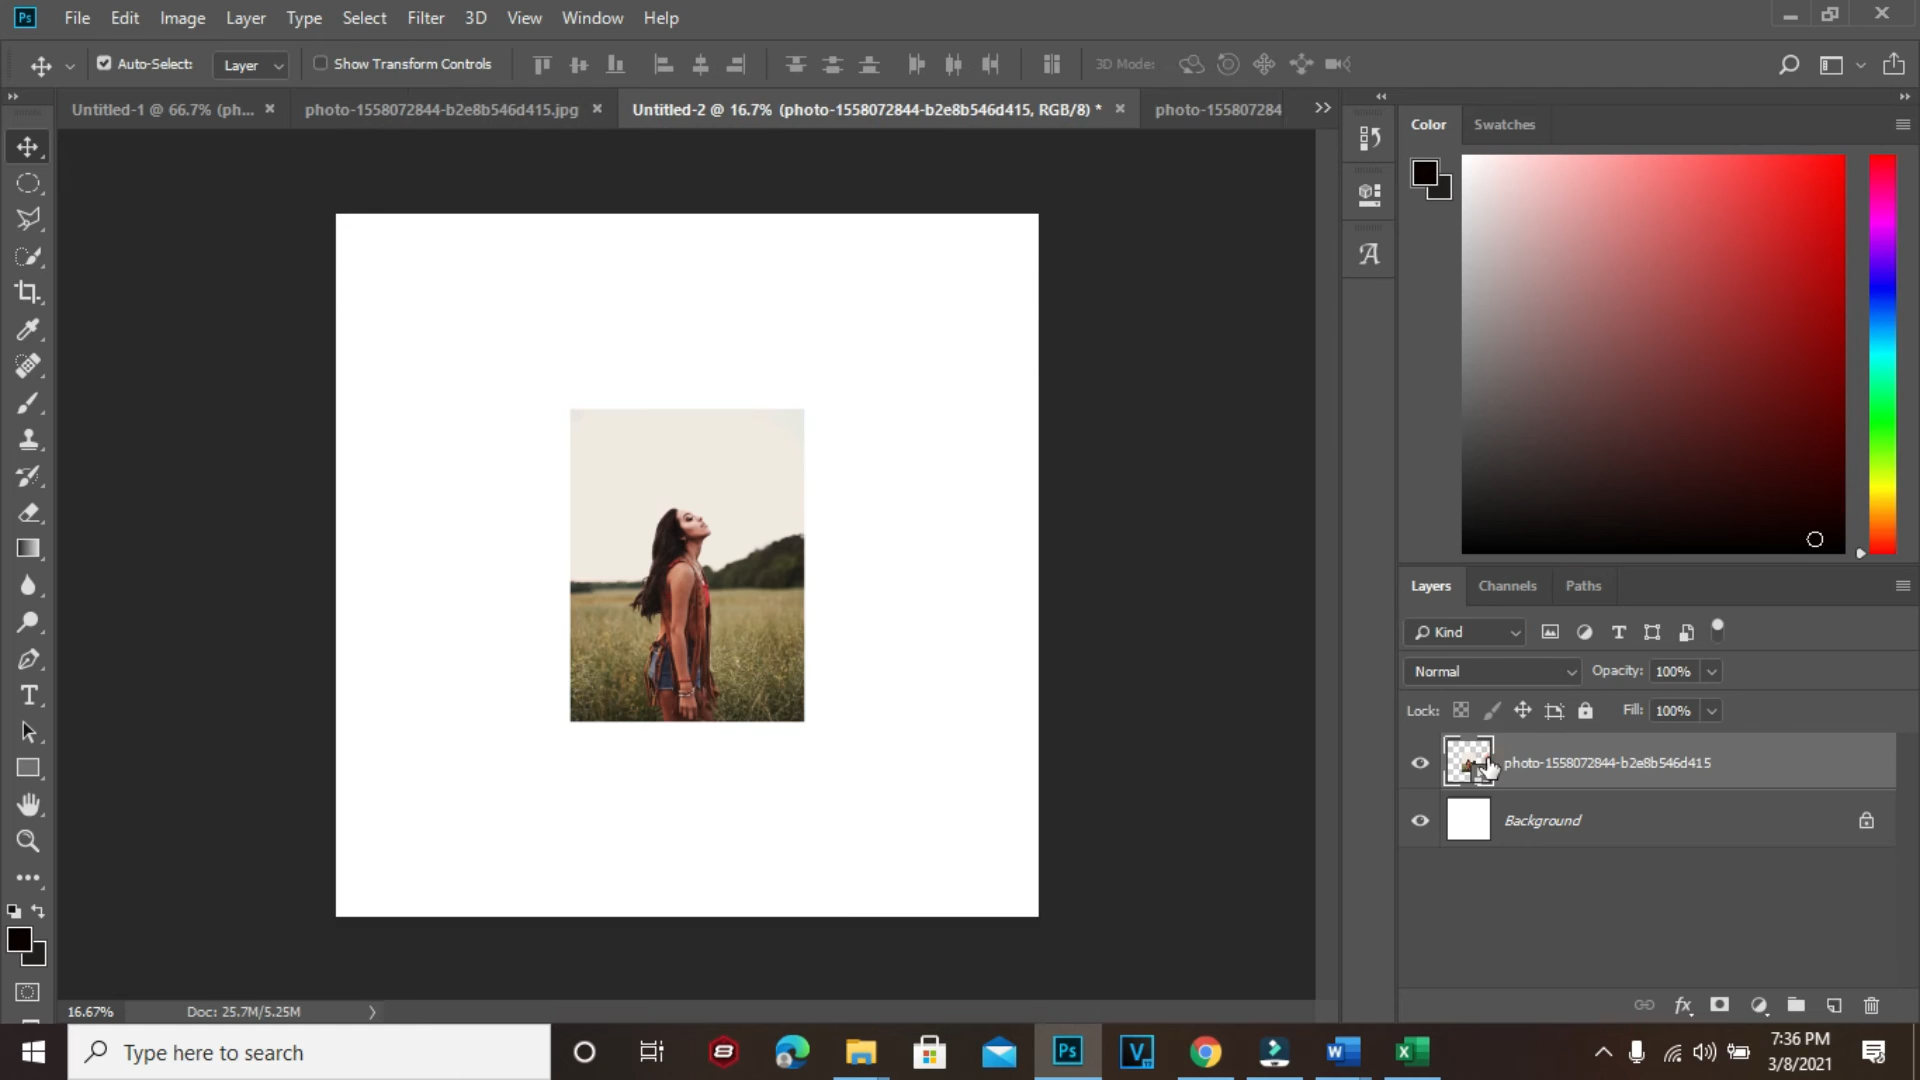 Ps File Edit Image Layer Type Select Filter 3D View Window Help
Auto-Select: Layer Show Transform Controls 3D Mode:
Untitled-1 @ 66.7% (ph... × photo-1558072844-b2e8b546d415.jpg × Untitled-2 @ 16.7% (photo-1558072844-b2e8b546d415, RGB/8) * × photo-155807284 >>
Color Swatches
Layers Channels Paths
Kind
Normal Opacity: 100%
Lock: Fill: 100%
photo-1558072844-b2e8b546d415
Background
16.67% Doc: 25.7M/5.25M
Type here to search
7:36 PM
3/8/2021